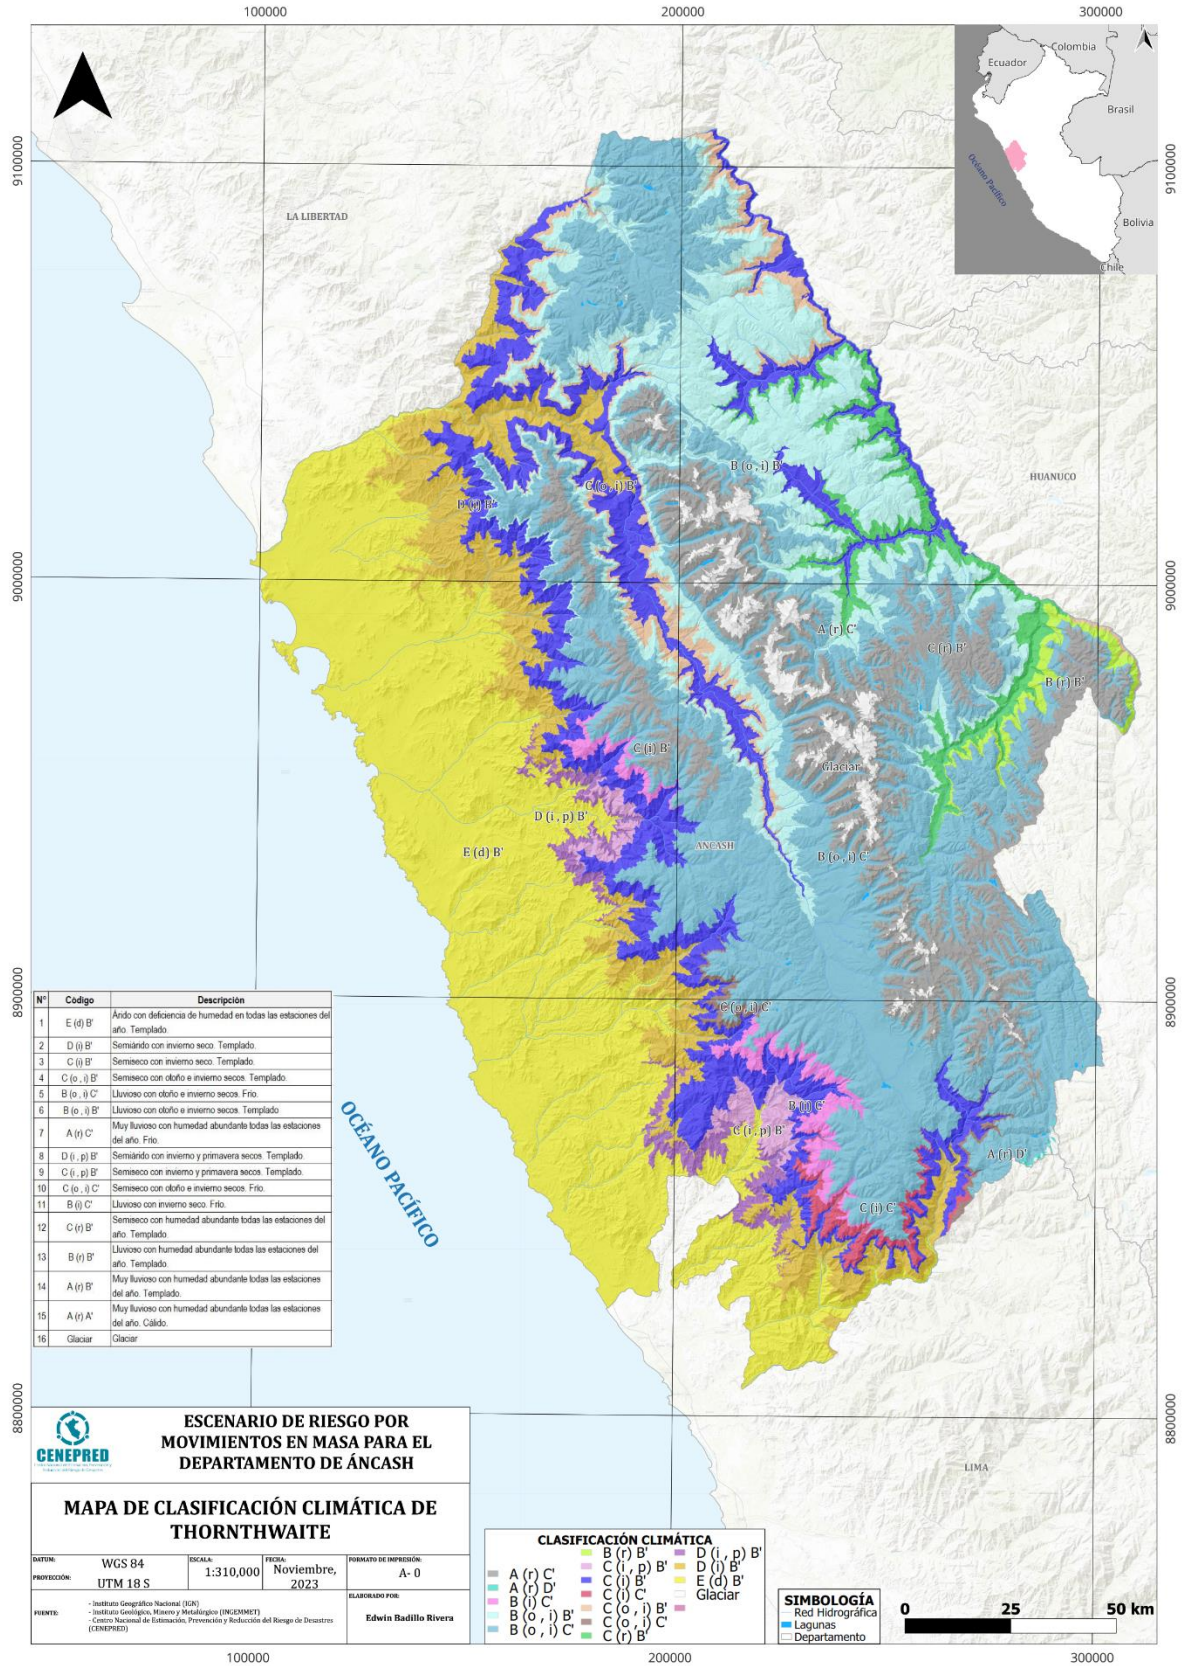 100000
200000
300000
Colombia
Ecuador
Brasil
Océano Pacífico
Bolivia
Chile
9100000
9100000
LA LIBERTAD
HUANUCO
B (o , i) B'
C (o , i) B'
D (i) B'
9000000
9000000
A (r) C'
C (r) B'
B (r) B'
C (i) B'
Glaciar
D (i , p) B'
E (d) B'
ANCASH
B (o , i) C'
8900000
8900000
C (o , i) C'
B (i) C'
C (i , p) B'
A (r) D'
C (i) C'
OCÉANO PACÍFICO
N° Código Descripción
1 E (d) B' Árido con deficiencia de humedad en todas las estaciones del
año. Templado.
2 D (i) B' Semiárido con invierno seco. Templado.
3 C (i) B' Semiseco con invierno seco. Templado.
4 C (o , i) B' Semiseco con otoño e invierno secos. Templado.
5 B (o , i) C' Lluvioso con otoño e invierno secos. Frío.
6 B (o , i) B' Lluvioso con otoño e invierno secos. Templado
7 A (r) C' Muy lluvioso con humedad abundante todas las estaciones
del año. Frío.
8 D (i , p) B' Semiárido con invierno y primavera secos. Templado.
9 C (i , p) B' Semiseco con invierno y primavera secos. Templado.
10 C (o , i) C' Semiseco con otoño e invierno secos. Frío.
11 B (i) C' Lluvioso con invierno seco. Frío.
12 C (r) B' Semiseco con humedad abundante todas las estaciones del
año. Templado.
13 B (r) B' Lluvioso con humedad abundante todas las estaciones del
año. Templado.
14 A (r) B' Muy lluvioso con humedad abundante todas las estaciones
del año. Templado.
15 A (r) A' Muy lluvioso con humedad abundante todas las estaciones
del año. Cálido.
16 Glaciar Glaciar
8800000
8800000
LIMA
CENEPRED
ESCENARIO DE RIESGO POR
MOVIMIENTOS EN MASA PARA EL
DEPARTAMENTO DE ÁNCASH
MAPA DE CLASIFICACIÓN CLIMÁTICA DE
THORNTHWAITE
DATUM: WGS 84
PROYECCIÓN: UTM 18 S
ESCALA: 1:310,000
FECHA: Noviembre,
2023
FORMATO DE IMPRESIÓN:
A- 0
FUENTE:
- Instituto Geográfico Nacional (IGN)
- Instituto Geológico, Minero y Metalúrgico (INGEMMET)
- Centro Nacional de Estimación, Prevención y Reducción del Riesgo de Desastres
(CENEPRED)
ELABORADO POR:
Edwin Badillo Rivera
CLASIFICACIÓN CLIMÁTICA
A (r) C'
A (r) D'
B (i) C'
B (o , i) B'
B (o , i) C'
B (r) B'
C (i , p) B'
C (i) B'
C (i) C'
C (o , i) B'
C (o , i) C'
C (r) B'
D (i , p) B'
D (i) B'
E (d) B'
Glaciar
SIMBOLOGÍA
Red Hidrográfica
Lagunas
Departamento
0 25 50 km
100000
200000
300000